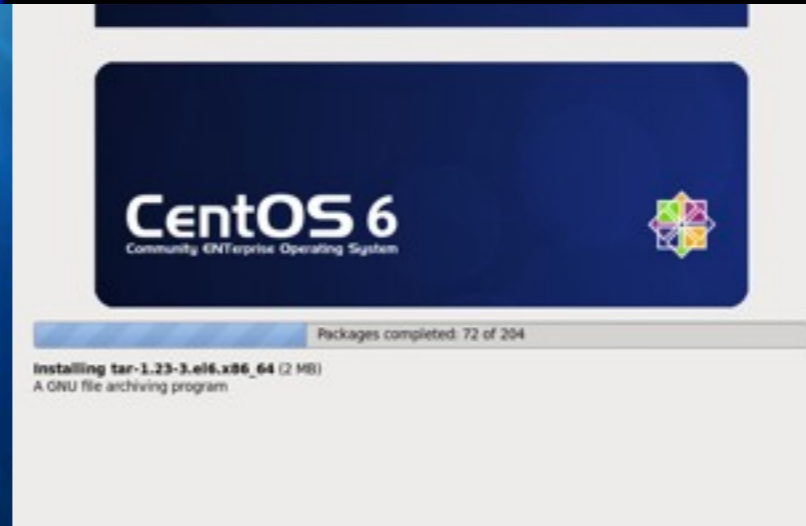 CentOS 6
Community ENTerprise Operating System
Packages completed: 72 of 204
Installing tar-1.23-3.el6.x86_64 (2 MB)
A GNU file archiving program